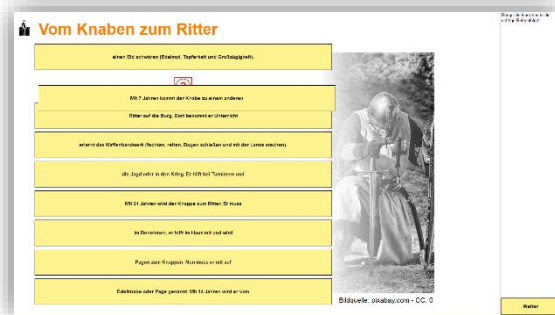 Vom Knaben zum Ritter
einen Eid schwören (Edelmut, Tapferkeit und Großzügigkeit).
Mit 7 Jahren kommt der Knabe zu einem anderen
Ritter auf die Burg. Dort bekommt er Unterricht
erlernt das Waffenhandwerk (fechten, reiten, Bogen schießen und mit der Lanze stechen)
die Jagd oder in den Krieg. Er hilft bei Turnieren und
Mit 21 Jahren wird der Knappe zum Ritter. Er muss
in Benehmen, er hilft im Haus mit und wird
Pagen zum Knappen. Nun muss er mit auf
Edelknabe oder Page genannt. Mit 14 Jahren wird er vom
Bildquelle: pixabay.com - CC. 0
Weiter